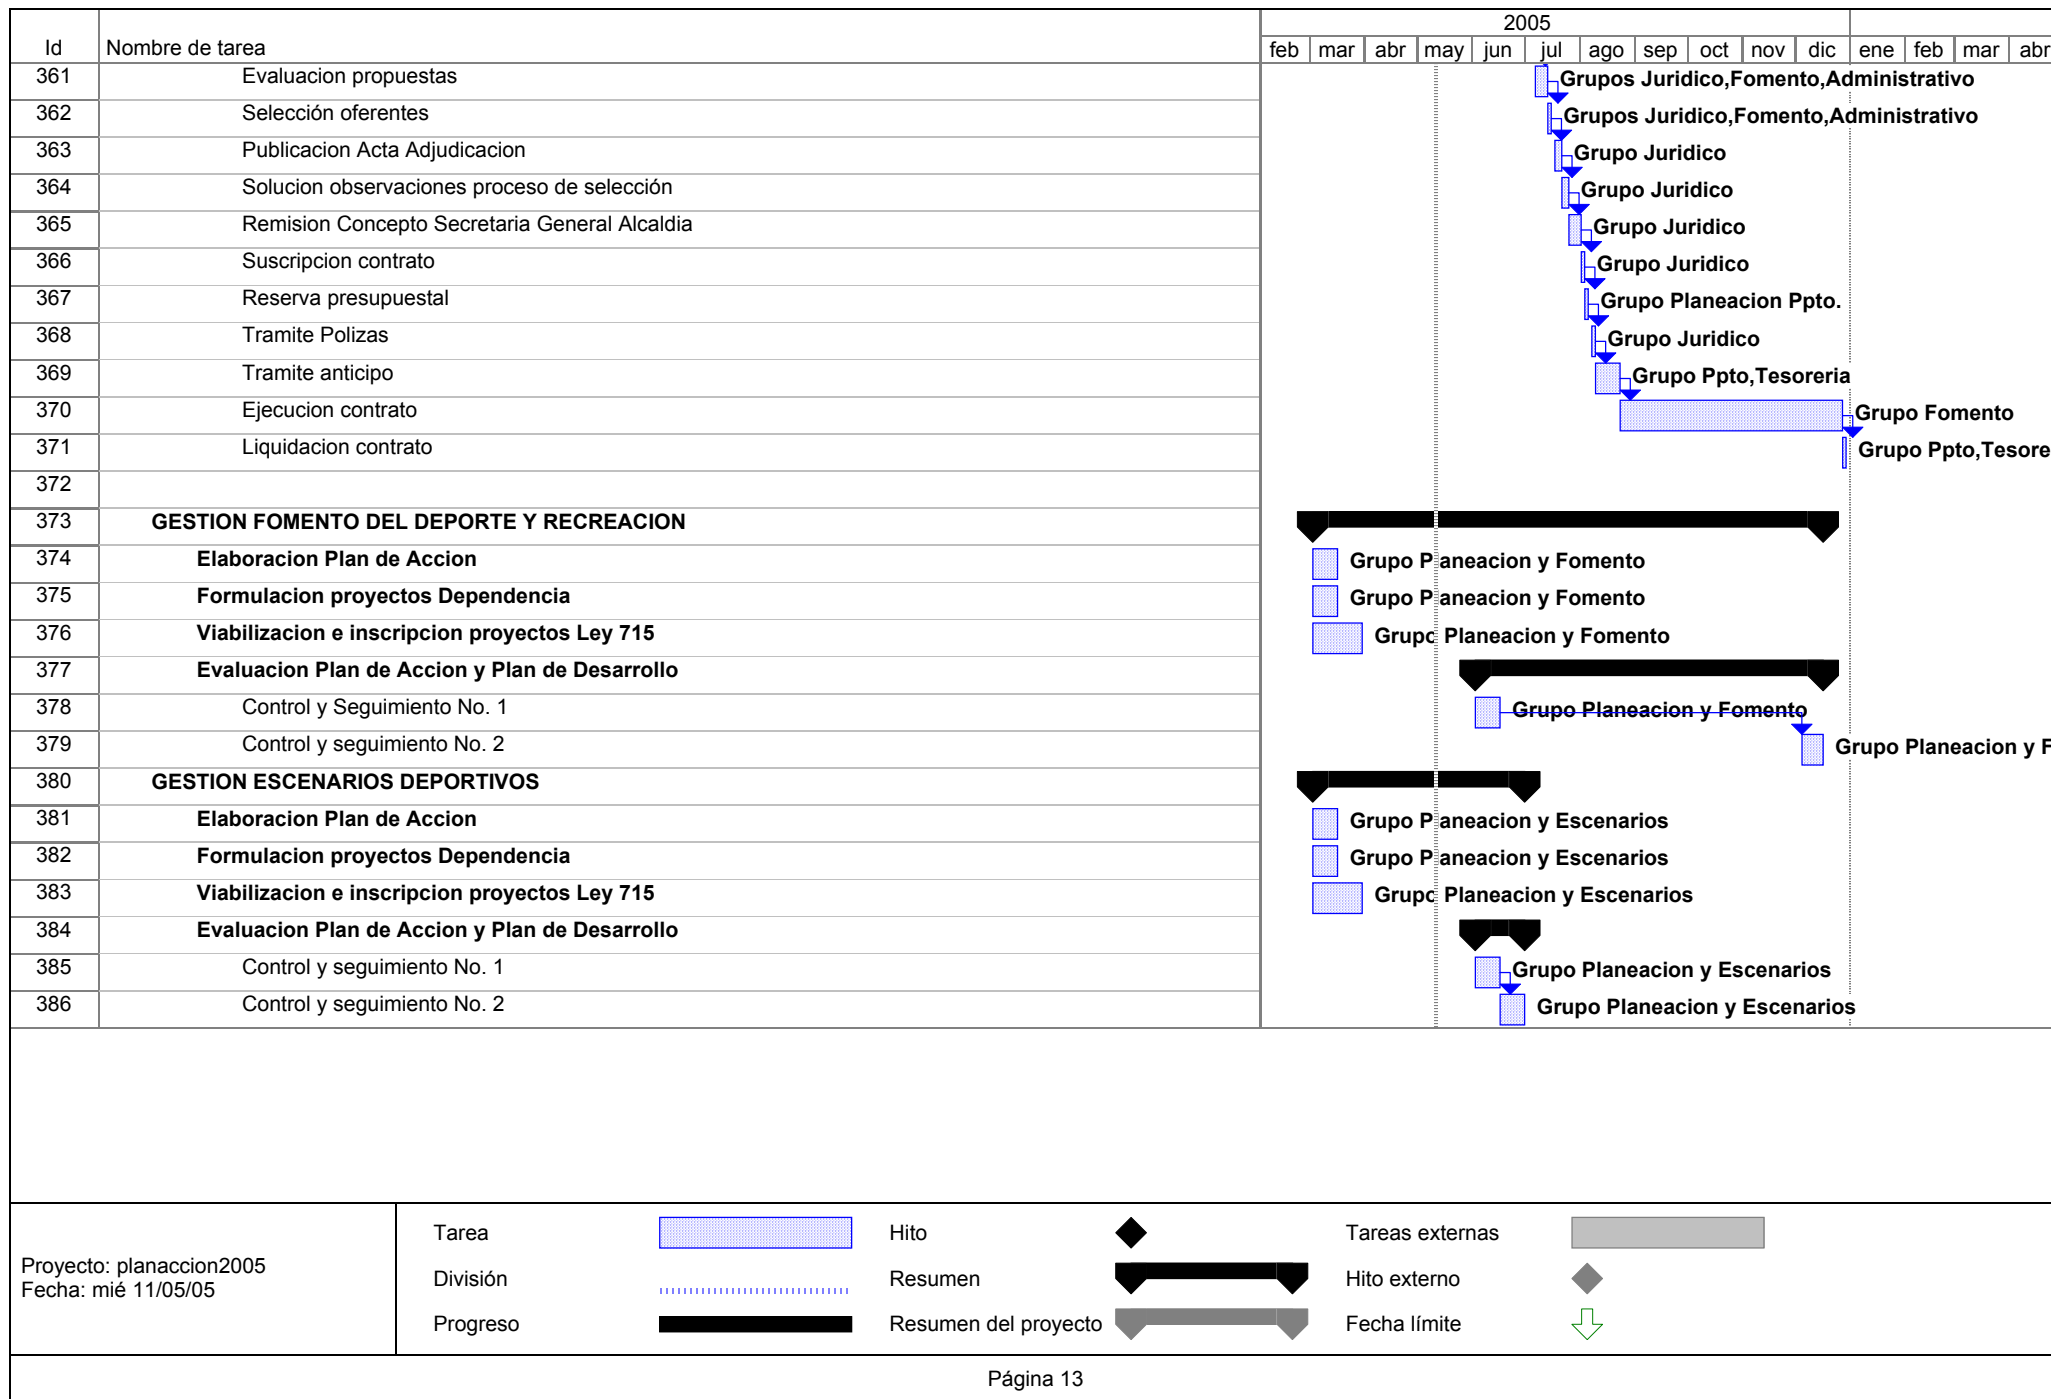 2005
Id Nombre de tarea feb mar abr may jun jul ago sep oct nov dic ene feb mar abr
361 Evaluacion propuestas Grupos Juridico,Fomento,Administrativo
362 Selección oferentes Grupos Juridico,Fomento,Administrativo
363 Publicacion Acta Adjudicacion Grupo Juridico
364 Solucion observaciones proceso de selección Grupo Juridico
365 Remision Concepto Secretaria General Alcaldia Grupo Juridico
366 Suscripcion contrato Grupo Juridico
367 Reserva presupuestal Grupo Planeacion Ppto.
368 Tramite Polizas Grupo Juridico
369 Tramite anticipo Grupo Ppto,Tesoreria
370 Ejecucion contrato Grupo Fomento
371 Liquidacion contrato Grupo Ppto,Tesore
372
373 GESTION FOMENTO DEL DEPORTE Y RECREACION
374 Elaboracion Plan de Accion Grupo Planeacion y Fomento
375 Formulacion proyectos Dependencia Grupo Planeacion y Fomento
376 Viabilizacion e inscripcion proyectos Ley 715 Grupo Planeacion y Fomento
377 Evaluacion Plan de Accion y Plan de Desarrollo
378 Control y Seguimiento No. 1 Grupo Planeacion y Fomento
379 Control y seguimiento No. 2 Grupo Planeacion y F
380 GESTION ESCENARIOS DEPORTIVOS
381 Elaboracion Plan de Accion Grupo Planeacion y Escenarios
382 Formulacion proyectos Dependencia Grupo Planeacion y Escenarios
383 Viabilizacion e inscripcion proyectos Ley 715 Grupo Planeacion y Escenarios
384 Evaluacion Plan de Accion y Plan de Desarrollo
385 Control y seguimiento No. 1 Grupo Planeacion y Escenarios
386 Control y seguimiento No. 2 Grupo Planeacion y Escenarios
Proyecto: planaccion2005
Fecha: mié 11/05/05
Tarea Hito Tareas externas
División Resumen Hito externo
Progreso Resumen del proyecto Fecha límite
Página 13